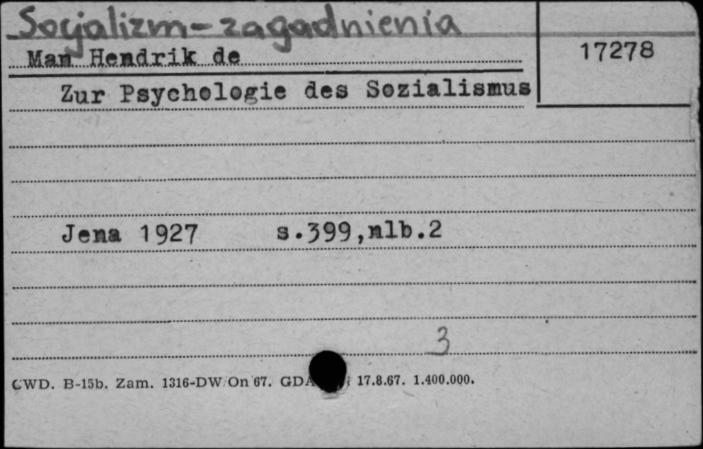 Socjalizm-zagadnienia
Man Hendrik de
17278
Zur Psychologie des Sozialismus
Jena 1927 s.399,nlb.2
3
CWD. B-15b. Zam. 1316-DW/On 67. 17.8.67. 1.400.000.